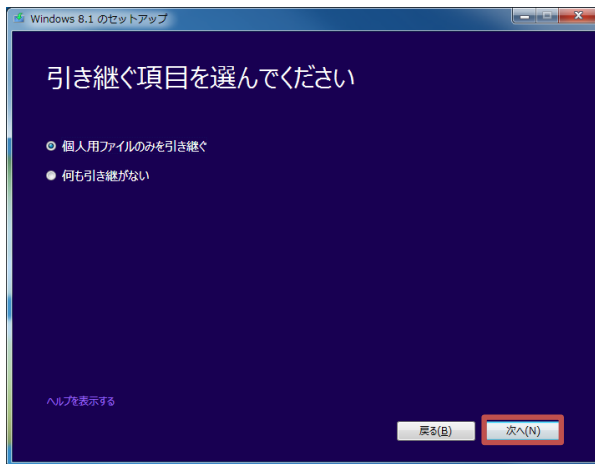 Windows 8.1 のセットアップ
引き継ぐ項目を選んでください
個人用ファイルのみを引き継ぐ
何も引き継がない
ヘルプを表示する
戻る(B) 次へ(N)